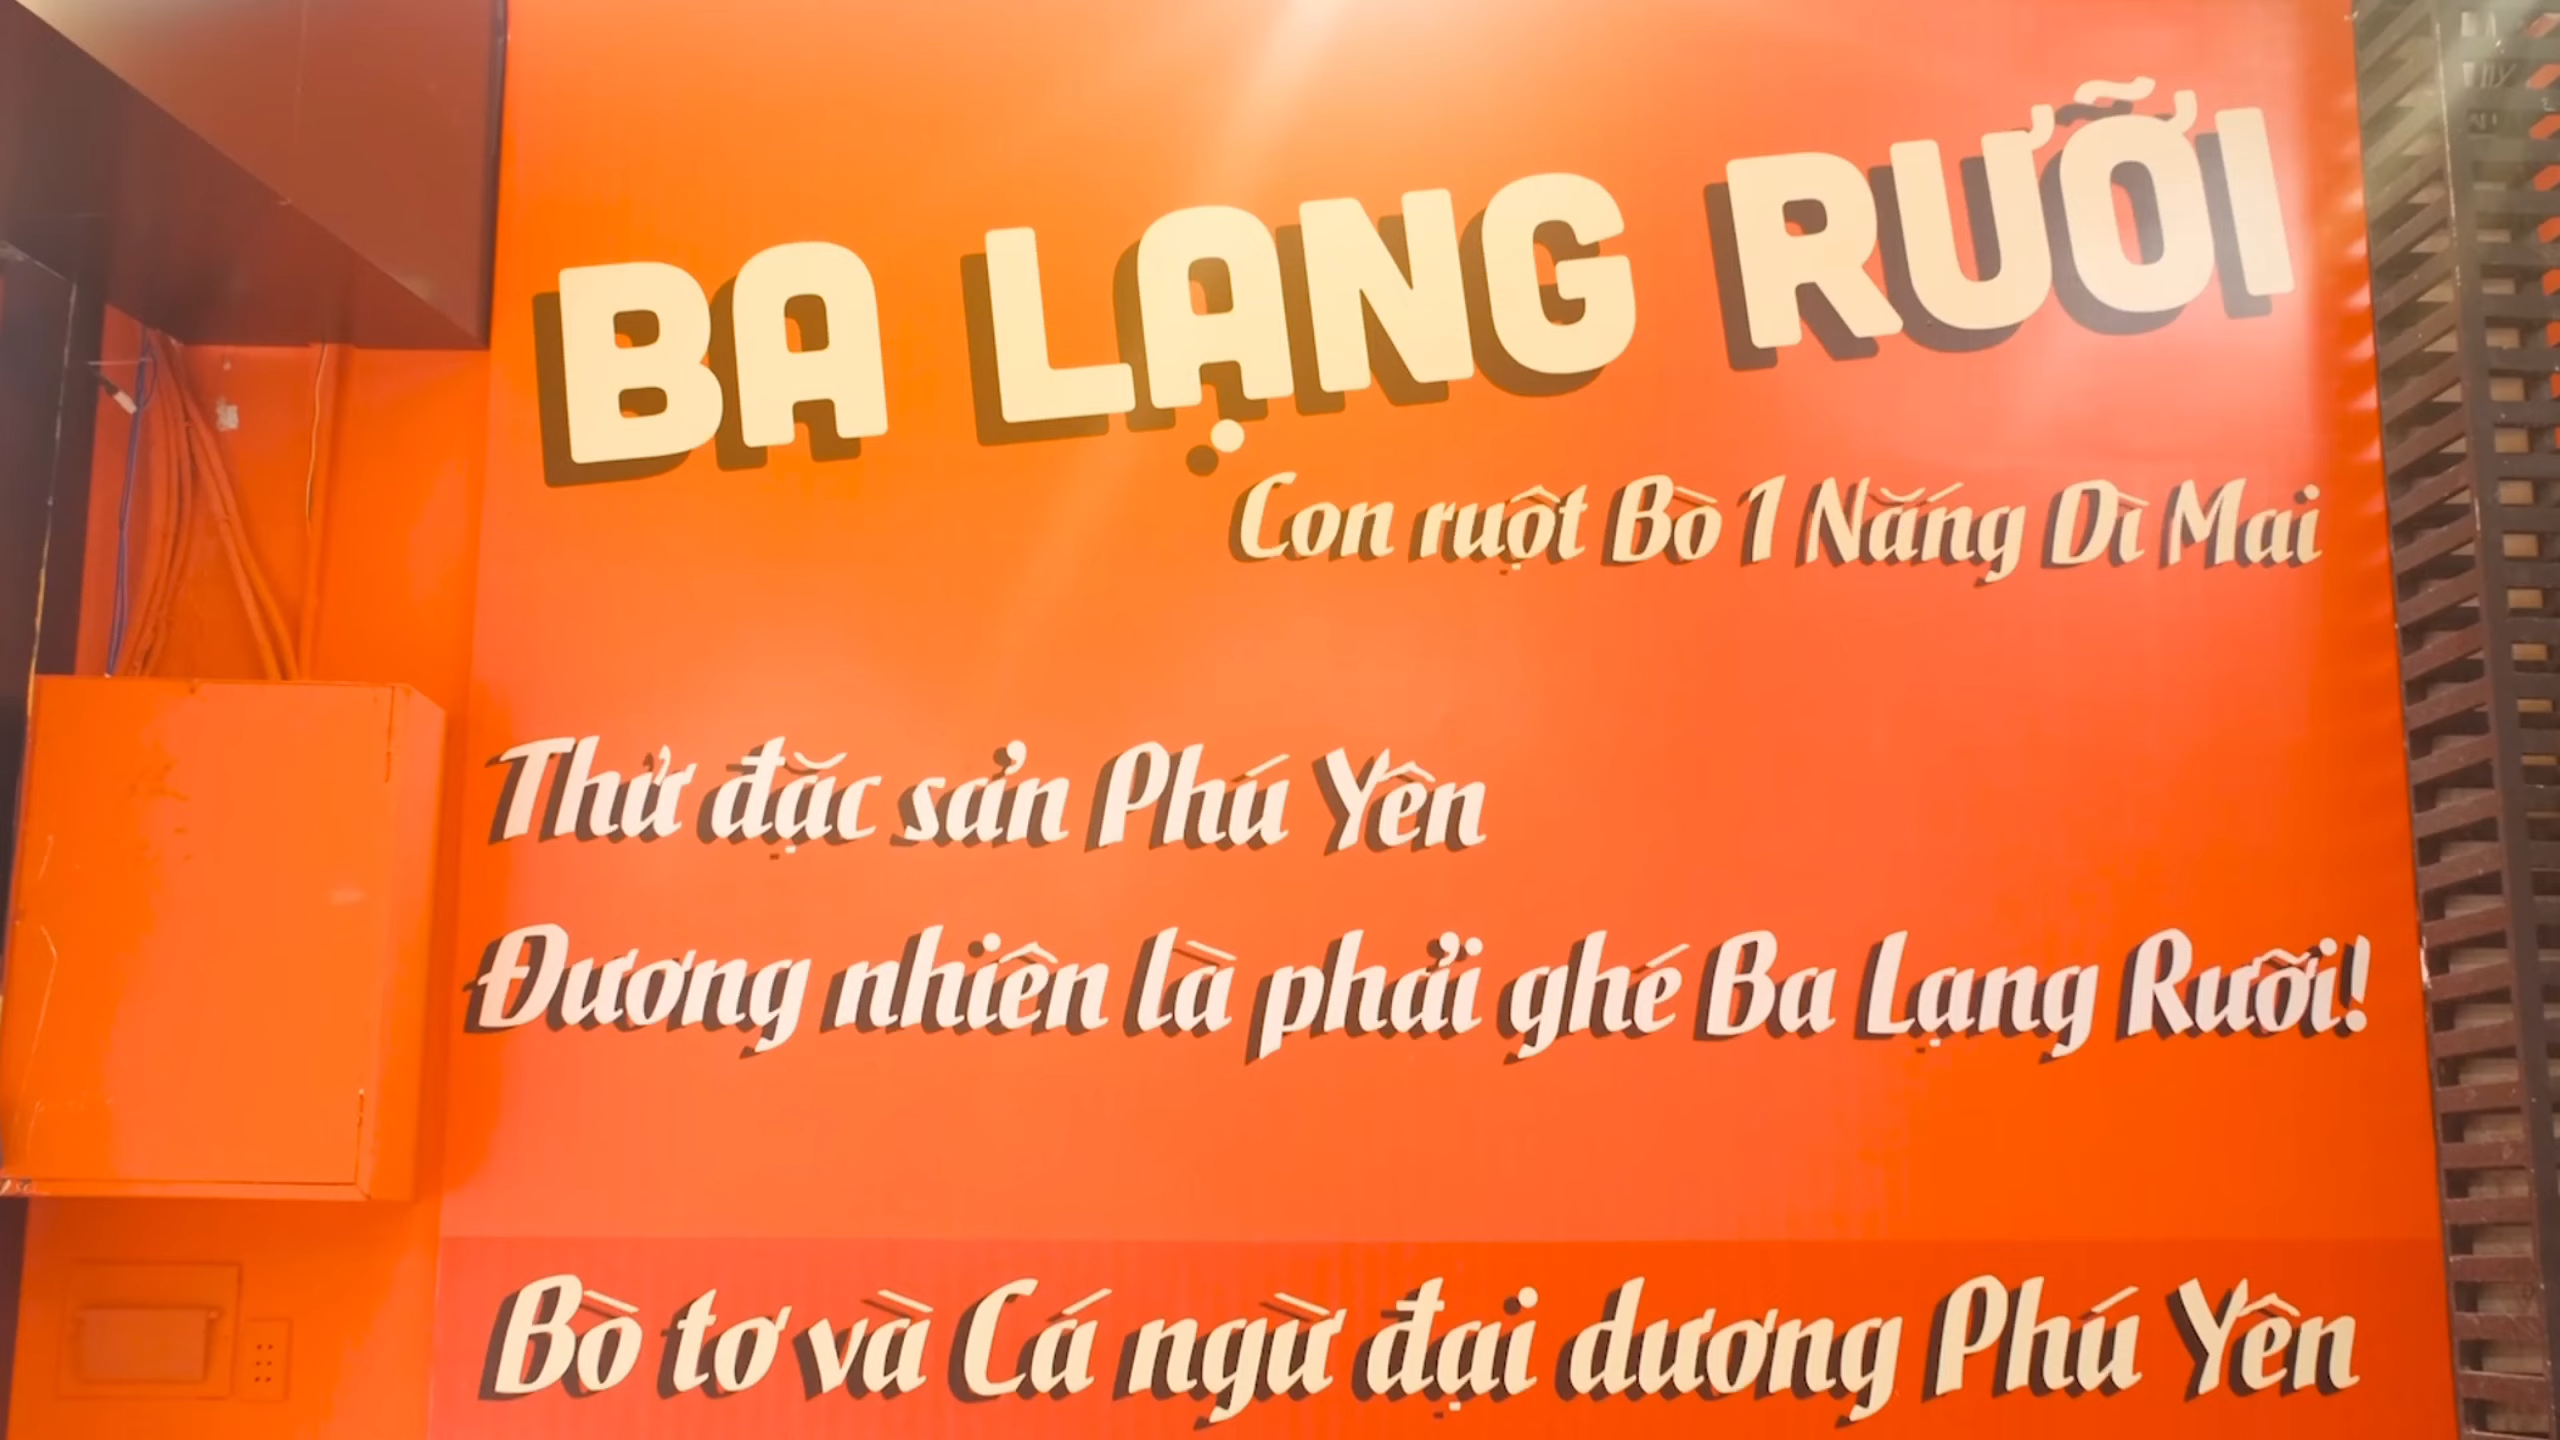 BA LẠNG RƯỠI
Con ruột Bò 1 Nắng Dì Mai
Thử đặc sản Phú Yên
Đương nhiên là phải ghé Ba Lạng Rưỡi!
Bò tơ và Cá ngừ đại dương Phú Yên